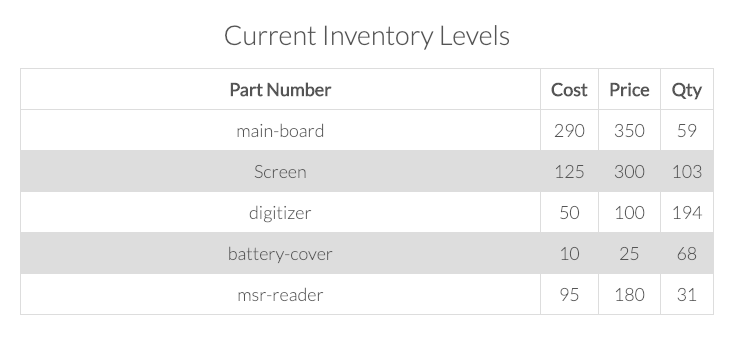 Current Inventory Levels
Part Number Cost Price Qty
main-board 290 350 59
Screen 125 300 103
digitizer 50 100 194
battery-cover 10 25 68
msr-reader 95 180 31